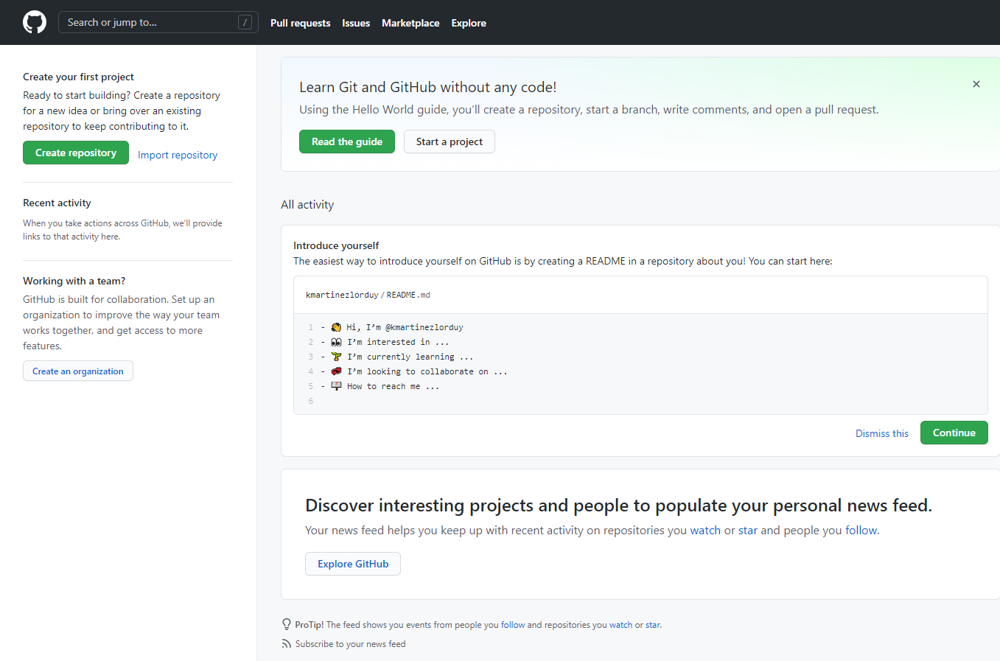 Search or jump to...
/
Pull requests
Issues
Marketplace
Explore
Create your first project
Ready to start building? Create a repository
for a new idea or bring over an existing
repository to keep contributing to it.
Create repository
Import repository
Recent activity
When you take actions across GitHub, we'll provide
links to that activity here.
Working with a team?
GitHub is built for collaboration. Set up an
organization to improve the way your team
works together, and get access to more
features.
Create an organization
Learn Git and GitHub without any code!
Using the Hello World guide, you'll create a repository, start a branch, write comments, and open a pull request.
Read the guide
Start a project
All activity
Introduce yourself
The easiest way to introduce yourself on GitHub is by creating a README in a repository about you! You can start here:
kmartinezlorduy / README.md
1 - 👋 Hi, I’m @kmartinezlorduy
2 - 👀 I’m interested in ...
3 - 🌱 I’m currently learning ...
4 - 💞️ I’m looking to collaborate on ...
5 - 📫 How to reach me ...
6
Dismiss this
Continue
Discover interesting projects and people to populate your personal news feed.
Your news feed helps you keep up with recent activity on repositories you watch or star and people you follow.
Explore GitHub
ProTip! The feed shows you events from people you follow and repositories you watch or star.
Subscribe to your news feed